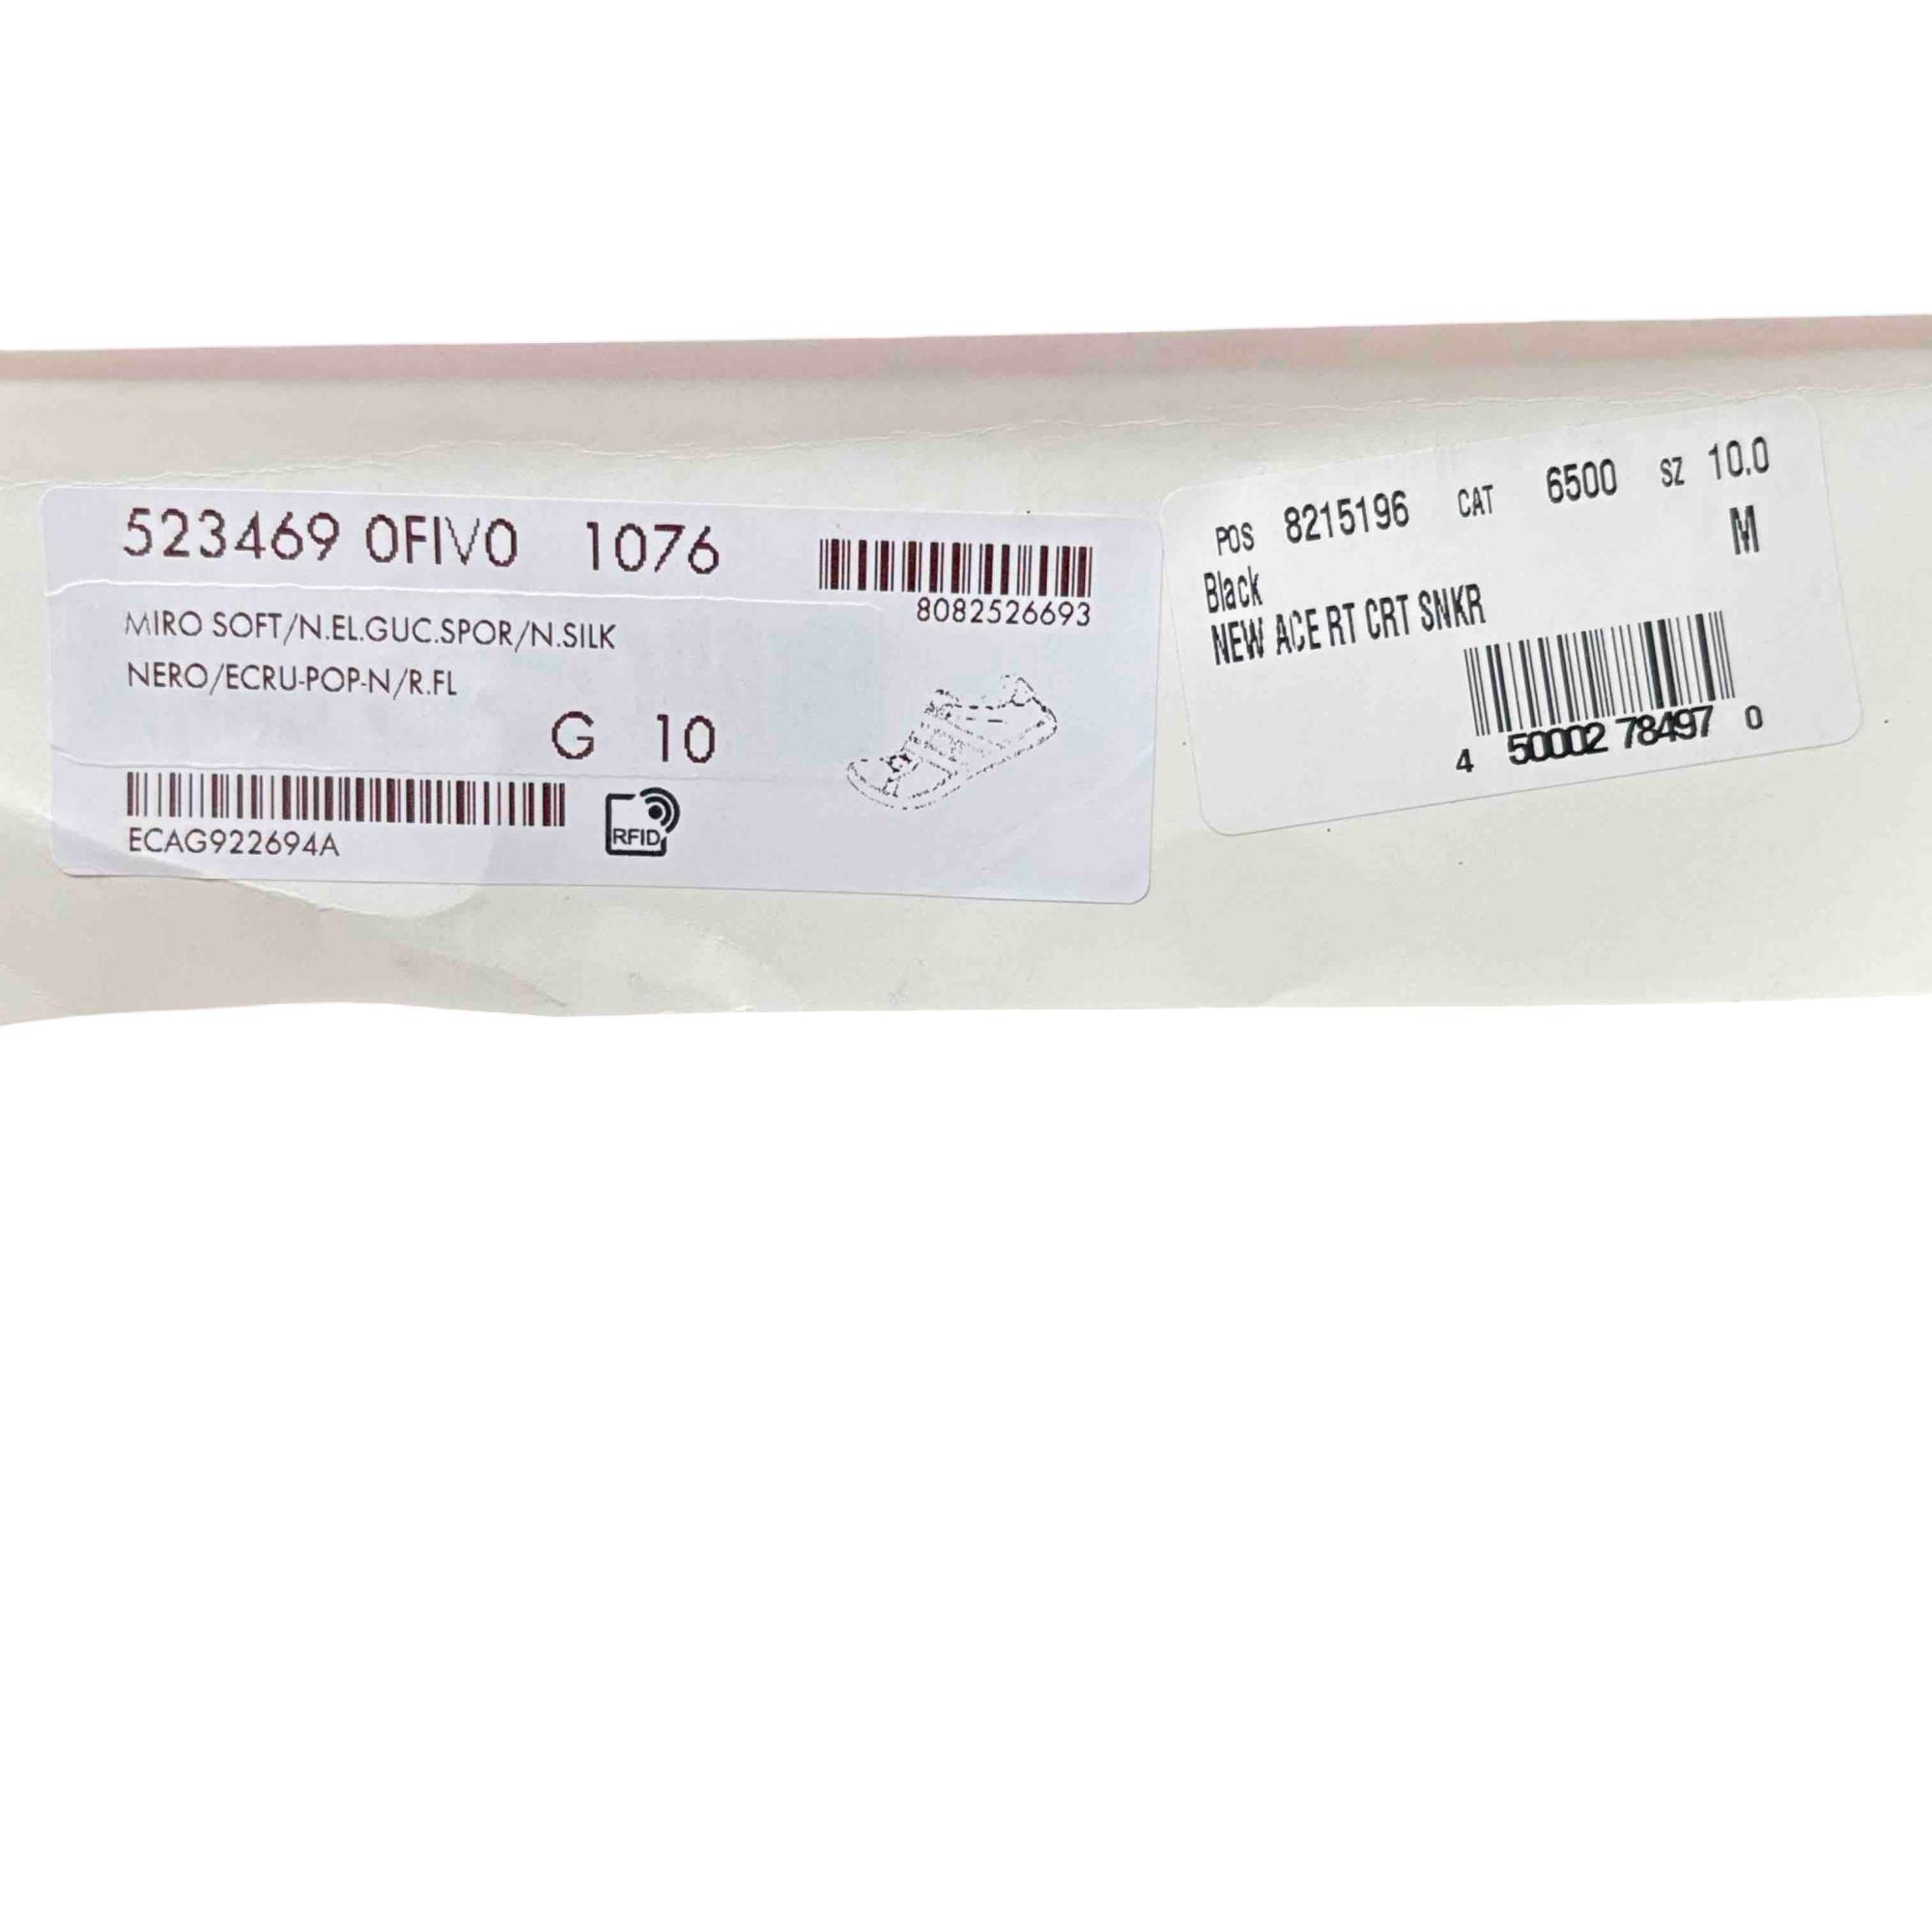 523469 0FIV0 1076
8082526693
MIRO SOFT/N.EL.GUC.SPOR/N.SILK
NERO/ECRU-POP-N/R.FL
G 10
ECAG922694A
RFID
POS 8215196 CAT 6500 SZ 10.0
M
Black
NEW ACE RT CRT SNKR
4 50002 78497 0